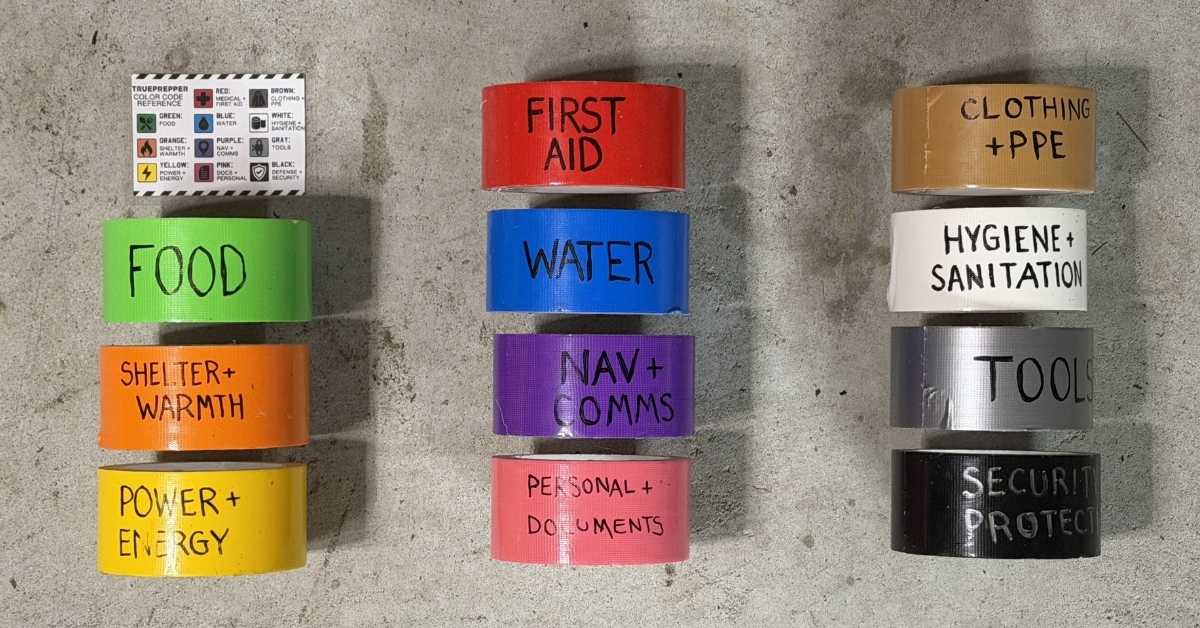 TRUEPREPPER
COLOR CODE
REFERENCE
RED:
MEDICAL +
FIRST AID
BROWN:
CLOTHING +
PPE
GREEN:
FOOD
BLUE:
WATER
WHITE:
HYGIENE +
SANITATION
ORANGE:
SHELTER +
WARMTH
PURPLE:
NAV +
COMMS
GRAY:
TOOLS
YELLOW:
POWER +
ENERGY
PINK:
DOCS +
PERSONAL
BLACK:
DEFENSE +
SECURITY
FIRST
AID
CLOTHING
+PPE
FOOD
WATER
HYGIENE+
SANITATION
SHELTER+
WARMTH
NAV+
COMMS
TOOLS
POWER+
ENERGY
PERSONAL+
DOCUMENTS
SECURITY
PROTECT